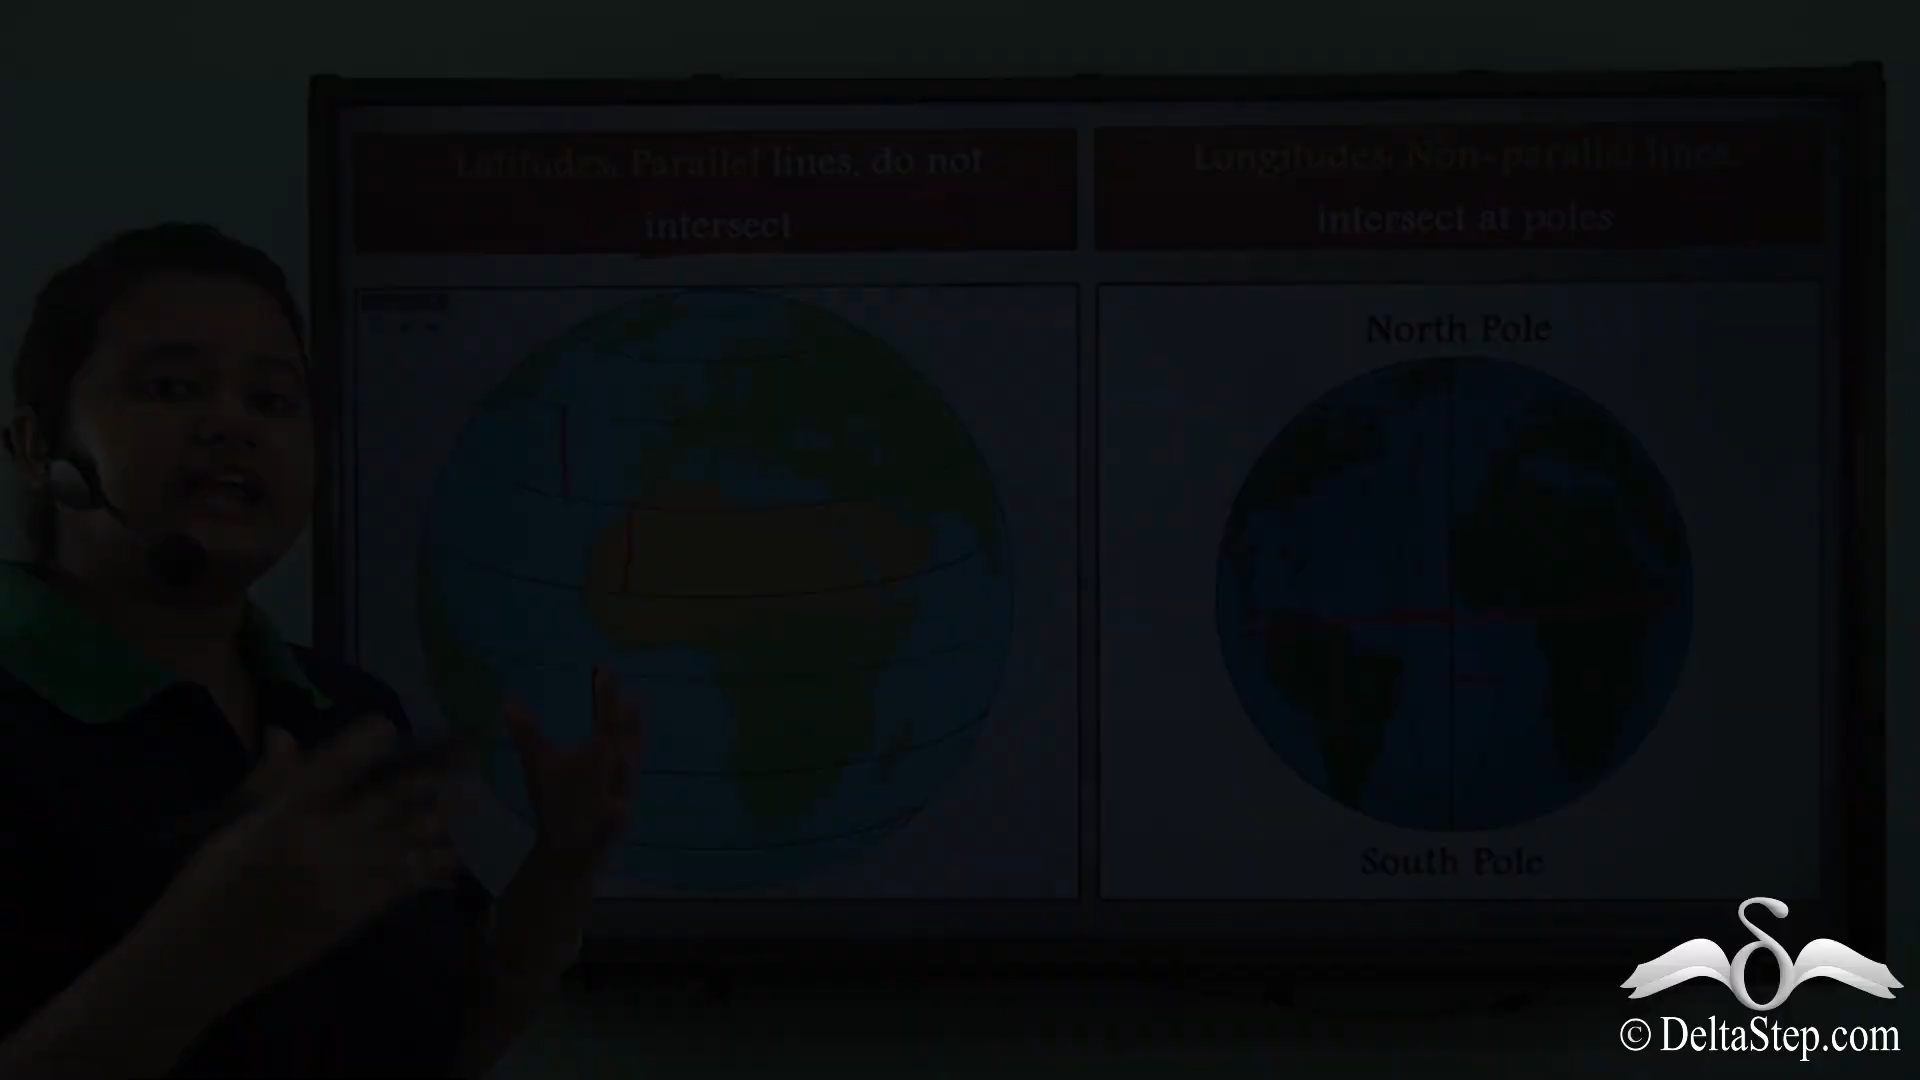 Latitudes: Parallel lines, do not
intersect
Longitudes: Non-parallel lines,
intersect at poles
North Pole
South Pole
© DeltaStep.com